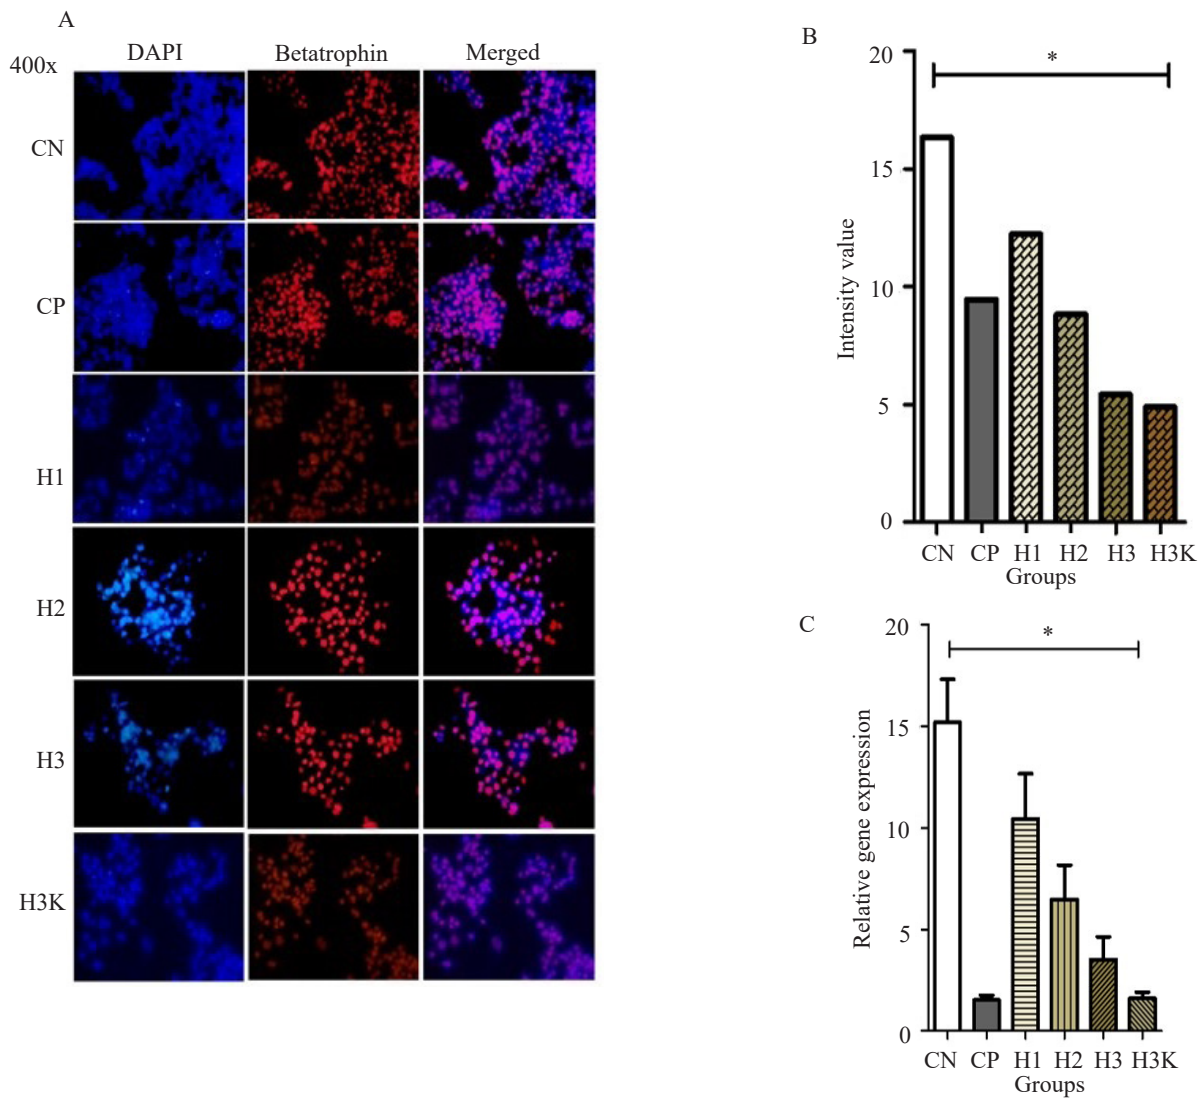 A
400x
DAPI Betatrophin Merged
CN
CP
H1
H2
H3
H3K
B
20
15
10
5
0
Intensity value
*
CN CP H1 H2 H3 H3K
Groups
C
20
15
10
5
0
Relative gene expression
*
CN CP H1 H2 H3 H3K
Groups